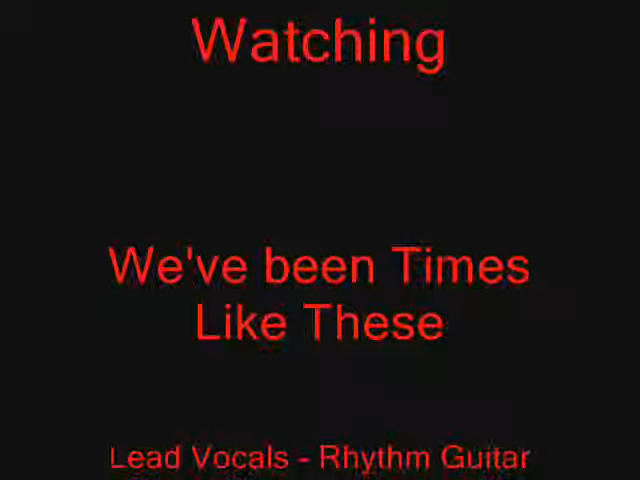 Watching
We've been Times
Like These
Lead Vocals - Rhythm Guitar